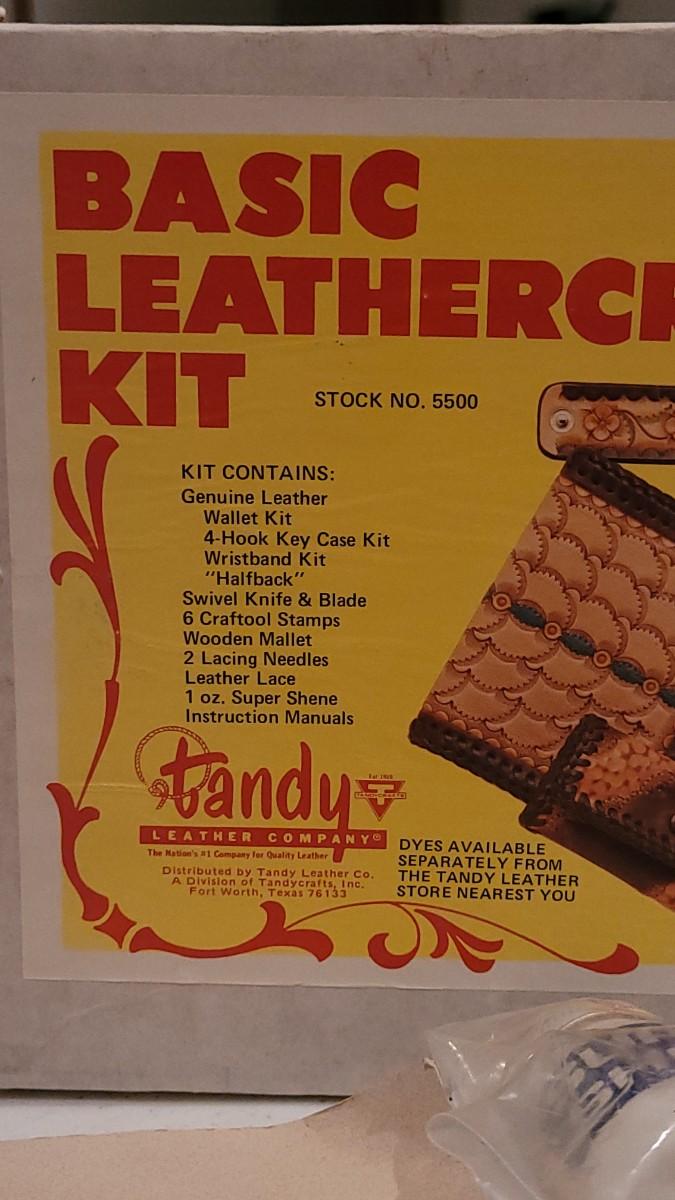 BASIC
LEATHERCR
KIT
STOCK NO. 5500
KIT CONTAINS:
Genuine Leather
Wallet Kit
4-Hook Key Case Kit
Wristband Kit
"Halfback"
Swivel Knife & Blade
6 Craftool Stamps
Wooden Mallet
2 Lacing Needles
Leather Lace
1 oz. Super Shene
Instruction Manuals
tandy
LEATHER COMPANY®
The Nation's #1 Company for Quality Leather
Distributed by Tandy Leather Co.
A Division of Tandycrafts, Inc.
Fort Worth, Texas 76133
TANDYCRAFTS
DYES AVAILABLE
SEPARATELY FROM
THE TANDY LEATHER
STORE NEAREST YOU